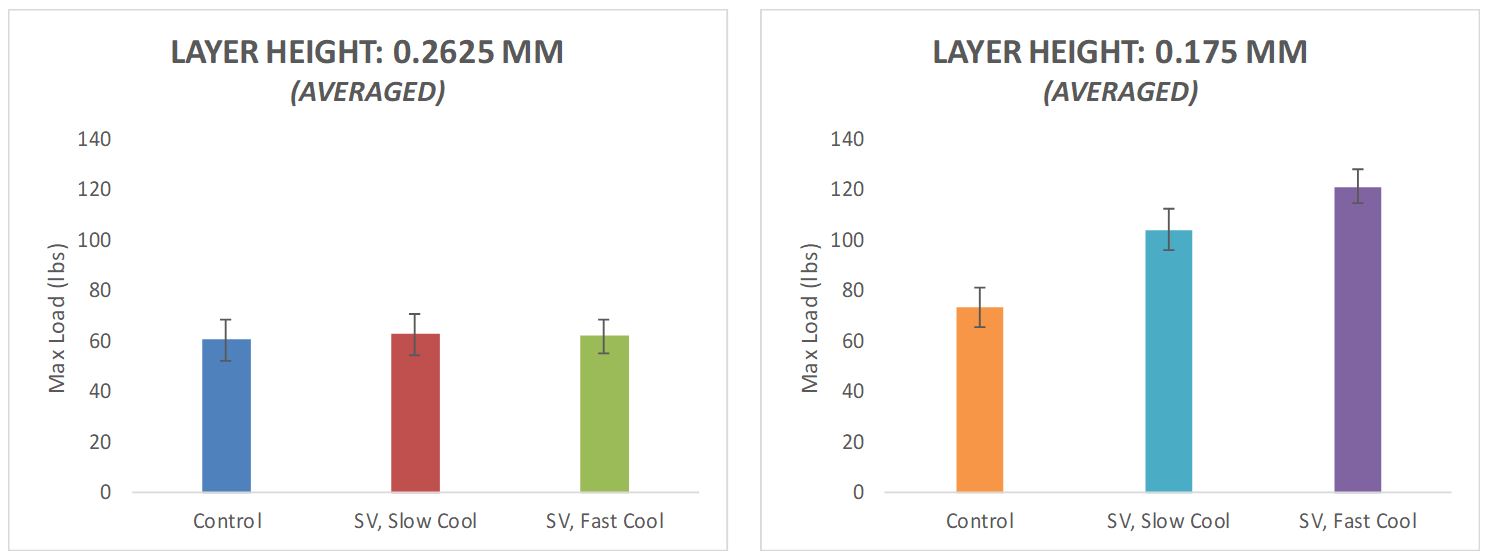 LAYER HEIGHT: 0.2625 MM
(AVERAGED)
Max Load (lbs)
140
120
100
80
60
40
20
0
Control
SV, Slow Cool
SV, Fast Cool
LAYER HEIGHT: 0.175 MM
(AVERAGED)
Max Load (lbs)
140
120
100
80
60
40
20
0
Control
SV, Slow Cool
SV, Fast Cool